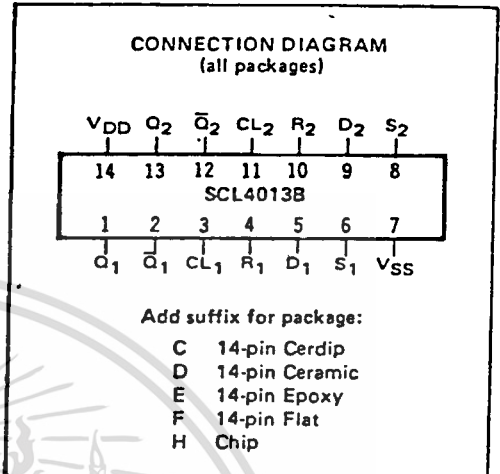 CONNECTION DIAGRAM
(all packages)
VDD Q2 Q̄2 CL2 R2 D2 S2
14 13 12 11 10 9 8
SCL4013B
1 2 3 4 5 6 7
Q1 Q̄1 CL1 R1 D1 S1 VSS
Add suffix for package:
C 14-pin Cerdip
D 14-pin Ceramic
E 14-pin Epoxy
F 14-pin Flat
H Chip